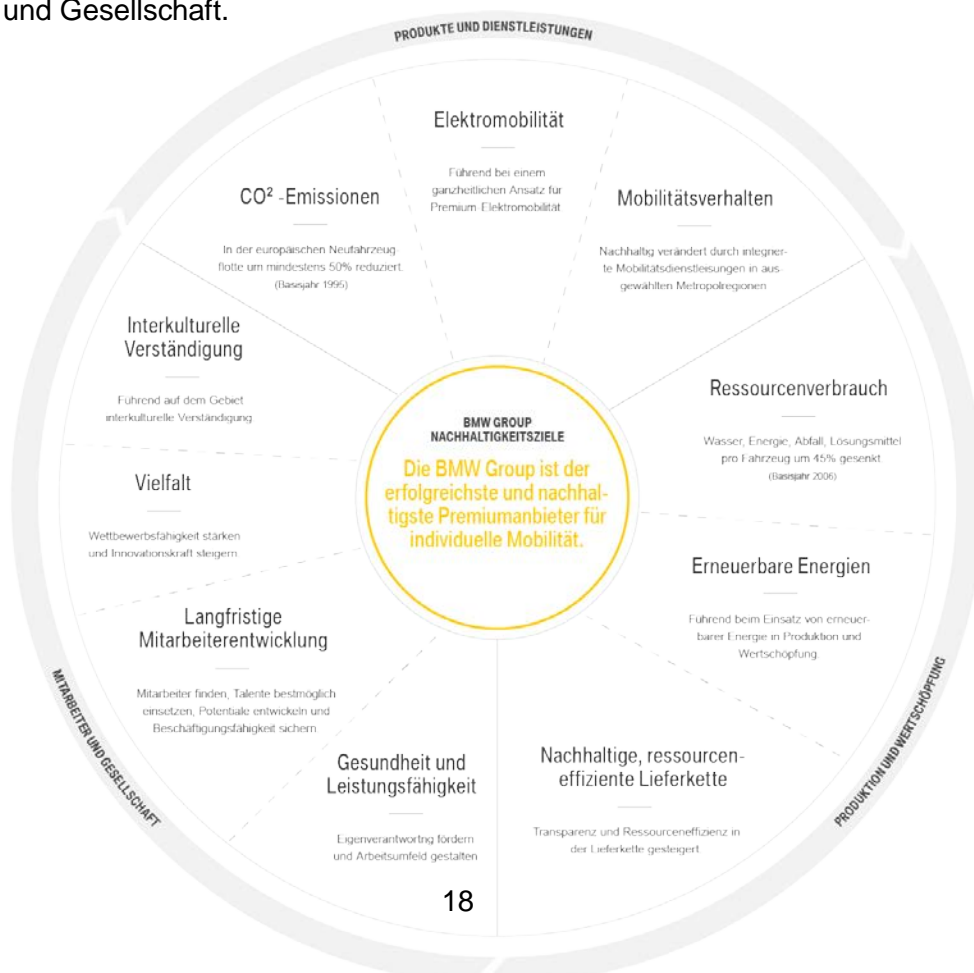 und Gesellschaft.
PRODUKTE UND DIENSTLEISTUNGEN
Elektromobilität
Führend bei einem
ganzheitlichen Ansatz für
Premium-Elektromobilität
CO² -Emissionen
In der europäischen Neufahrzeug-
flotte um mindestens 50% reduziert.
(Basisjahr 1995)
Mobilitätsverhalten
Nachhaltig verändert durch integrier-
te Mobilitätsdienstleisungen in aus-
gewählten Metropolregionen
Interkulturelle
Verständigung
Führend auf dem Gebiet
interkulturelle Verständigung
Ressourcenverbrauch
Wasser, Energie, Abfall, Lösungsmittel
pro Fahrzeug um 45% gesenkt.
(Basisjahr 2006)
BMW GROUP
NACHHALTIGKEITSZIELE
Die BMW Group ist der
erfolgreichste und nachhal-
tigste Premiumanbieter für
individuelle Mobilität.
Vielfalt
Wettbewerbsfähigkeit stärken
und Innovationskraft steigern
Erneuerbare Energien
Führend beim Einsatz von erneuer-
barer Energie in Produktion und
Wertschöpfung.
Langfristige
Mitarbeiterentwicklung
Mitarbeiter finden, Talente bestmöglich
einsetzen, Potentiale entwickeln und
Beschäftigungsfähigkeit sichern
MITARBEITER UND GESELLSCHAFT
PRODUKTION UND WERTSCHÖPFUNG
Gesundheit und
Leistungsfähigkeit
Eigenverantwortng fördern
und Arbeitsumfeld gestalten
Nachhaltige, ressourcen-
effiziente Lieferkette
Transparenz und Ressourceneffizienz in
der Lieferkette gesteigert
18